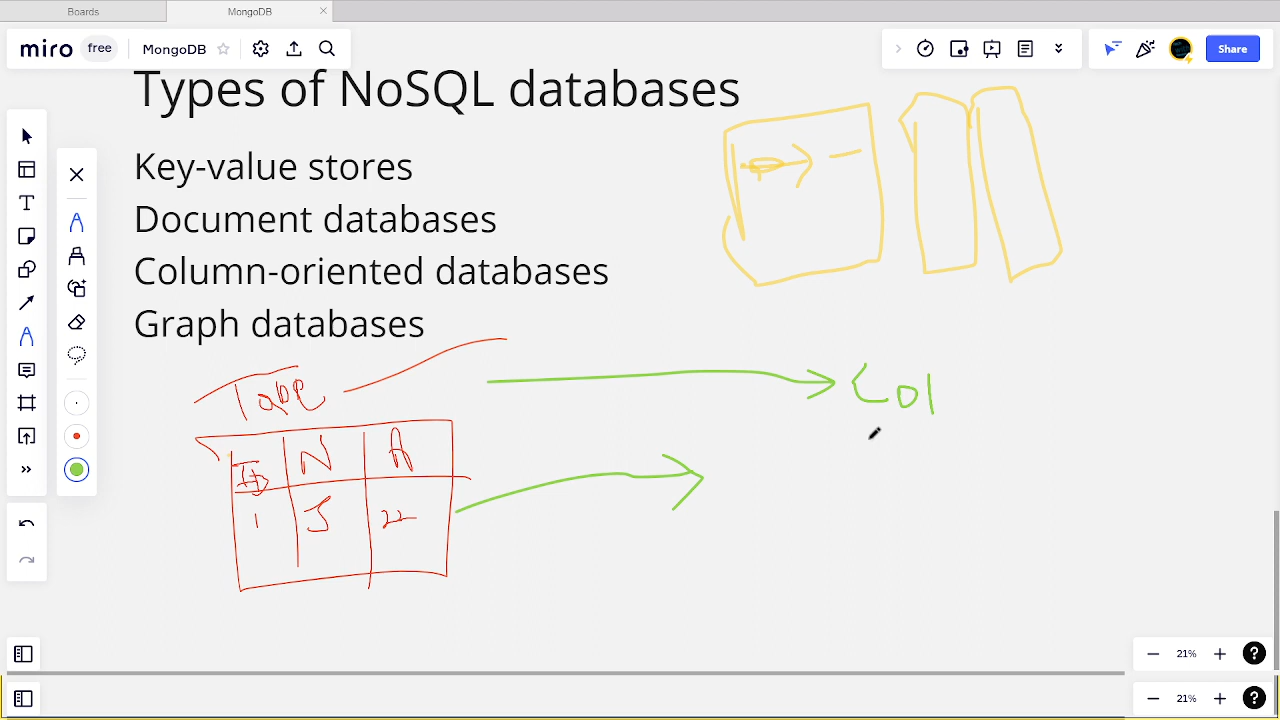 Boards
MongoDB
miro free MongoDB
Share
Types of NoSQL databases
Key-value stores
Document databases
Column-oriented databases
Graph databases
Table
Col
ID N A
1 J 22
21%
21%